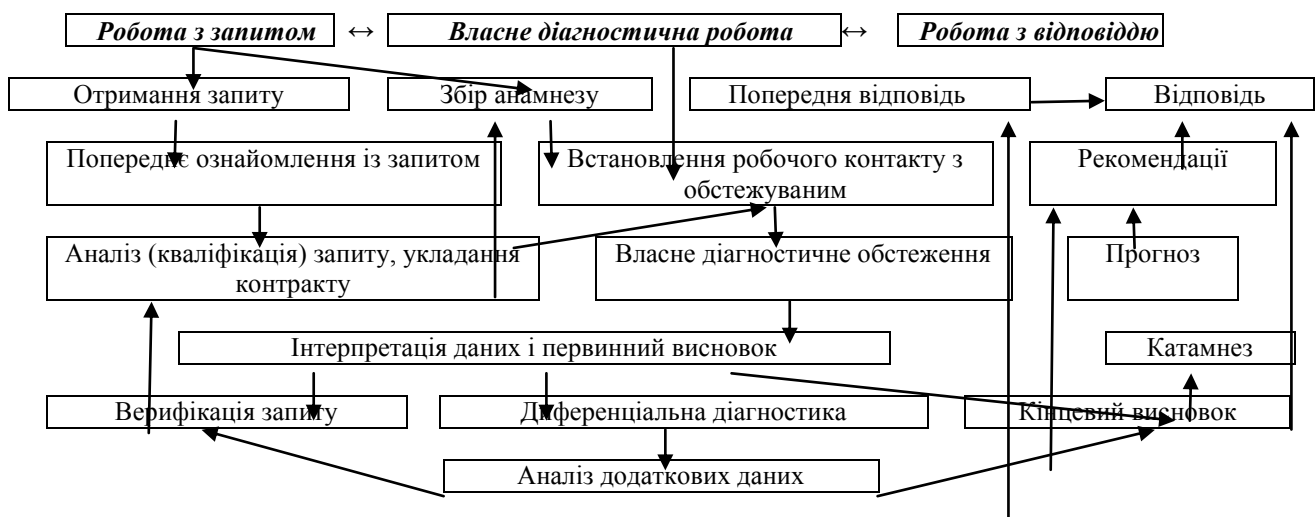 Робота з запитом ↔ Власне діагностична робота ↔ Робота з відповіддю
Отримання запиту Збір анамнезу Попередня відповідь Відповідь
Попереднє ознайомлення із запитом Встановлення робочого контакту з Рекомендації
обстежуваним
Аналіз (кваліфікація) запиту, укладання Власне діагностичне обстеження Прогноз
контракту
Інтерпретація даних і первинний висновок Катамнез
Верифікація запиту Диференціальна діагностика Кінцевий висновок
Аналіз додаткових даних